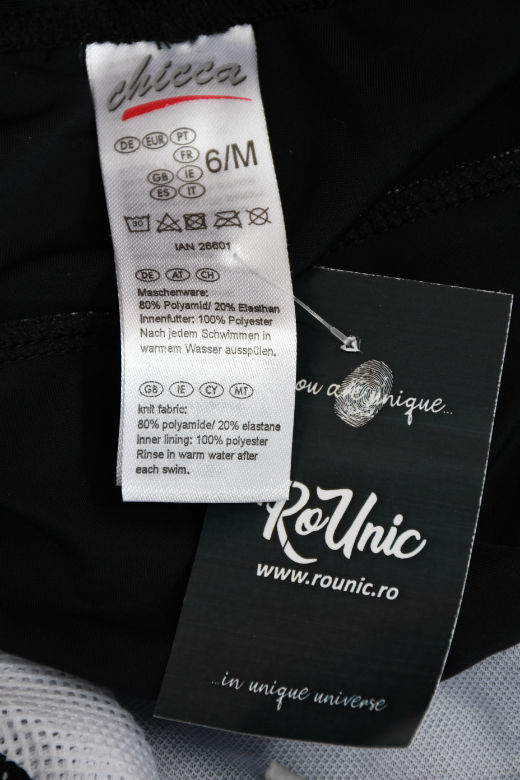 chicca
DE EUR PT
FR
GB IE
ES IT
6/M
IAN 26601
DE AT CH
Maschenware:
80% Polyamid/ 20% Elasthan
Innenfutter: 100% Polyester
Nach jedem Schwimmen in
warmem Wasser ausspülen.
GB IE CY MT
knit fabric:
80% polyamide/ 20% elastane
inner lining: 100% polyester
Rinse in warm water after
each swim.
ou are unique...
RoUnic
www.rounic.ro
...in unique universe